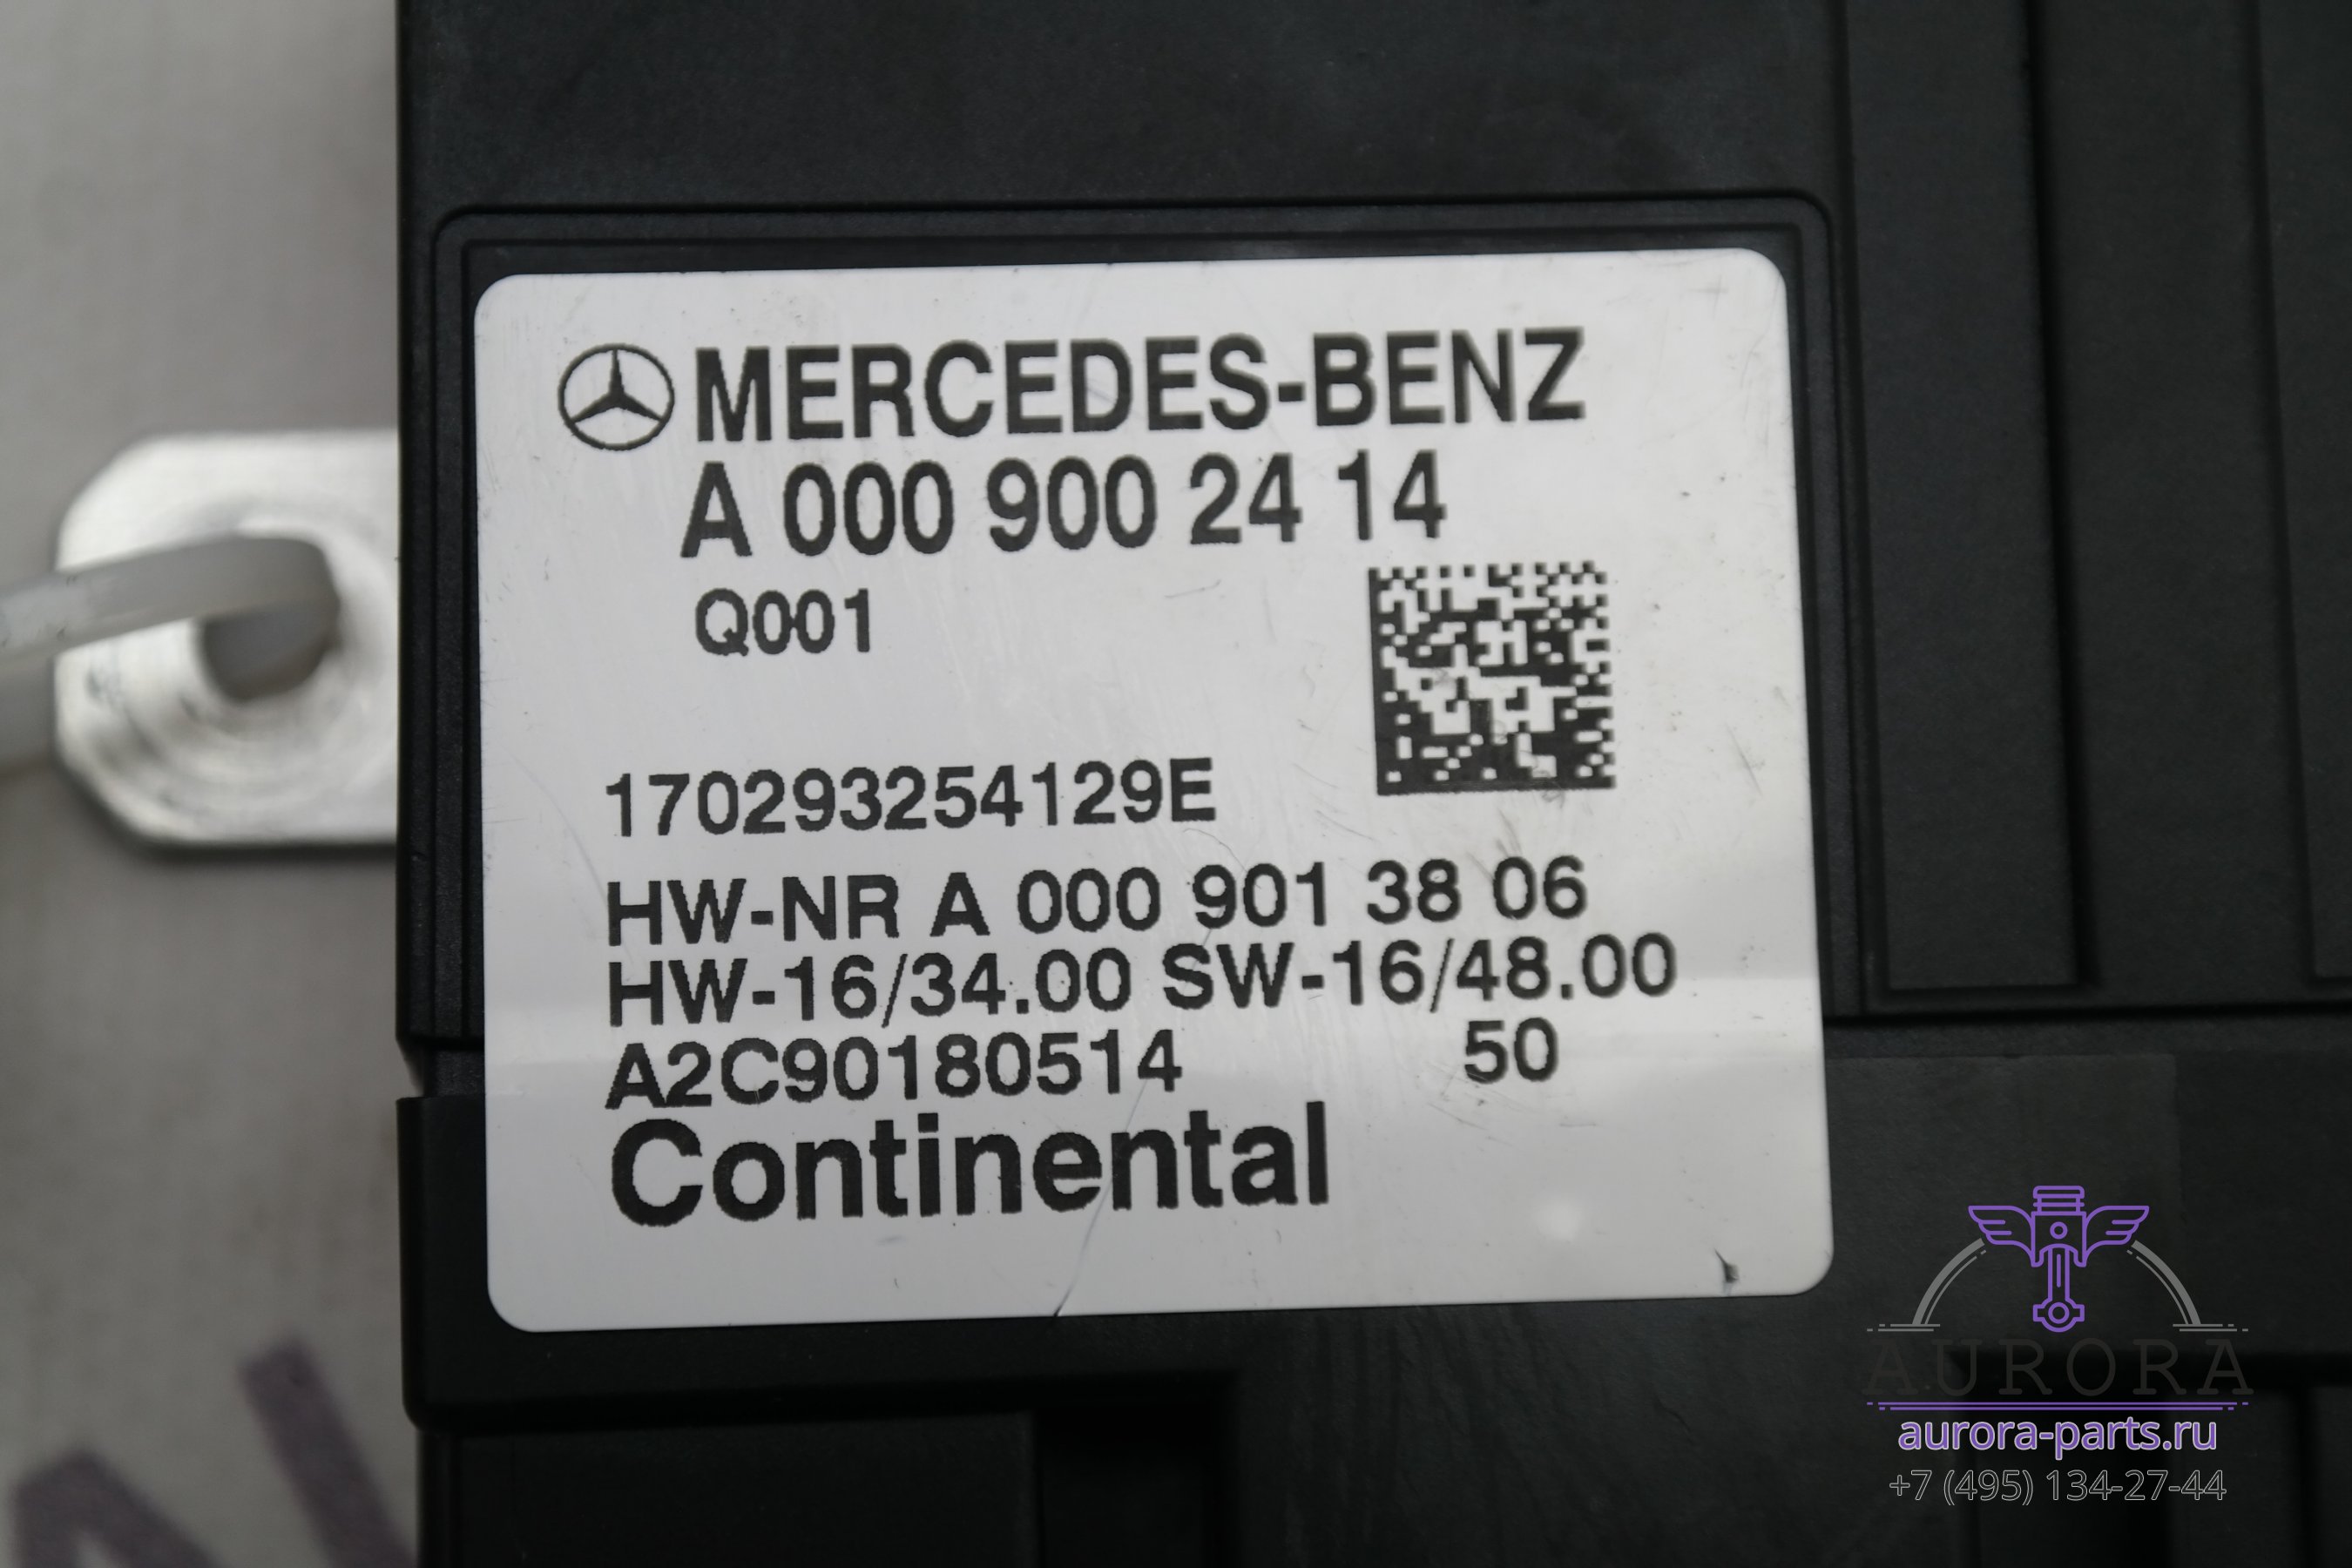 MERCEDES-BENZ
A 000 900 24 14
Q001
170293254129E
HW-NR A 000 901 38 06
HW-16/34.00 SW-16/48.00
A2C90180514 50
Continental
AURORA
aurora-parts.ru
+7 (495) 134-27-44